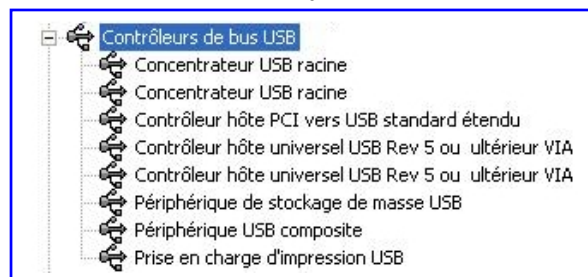 Contrôleurs de bus USB
Concentrateur USB racine
Concentrateur USB racine
Contrôleur hôte PCI vers USB standard étendu
Contrôleur hôte universel USB Rev 5 ou ultérieur VIA
Contrôleur hôte universel USB Rev 5 ou ultérieur VIA
Périphérique de stockage de masse USB
Périphérique USB composite
Prise en charge d'impression USB